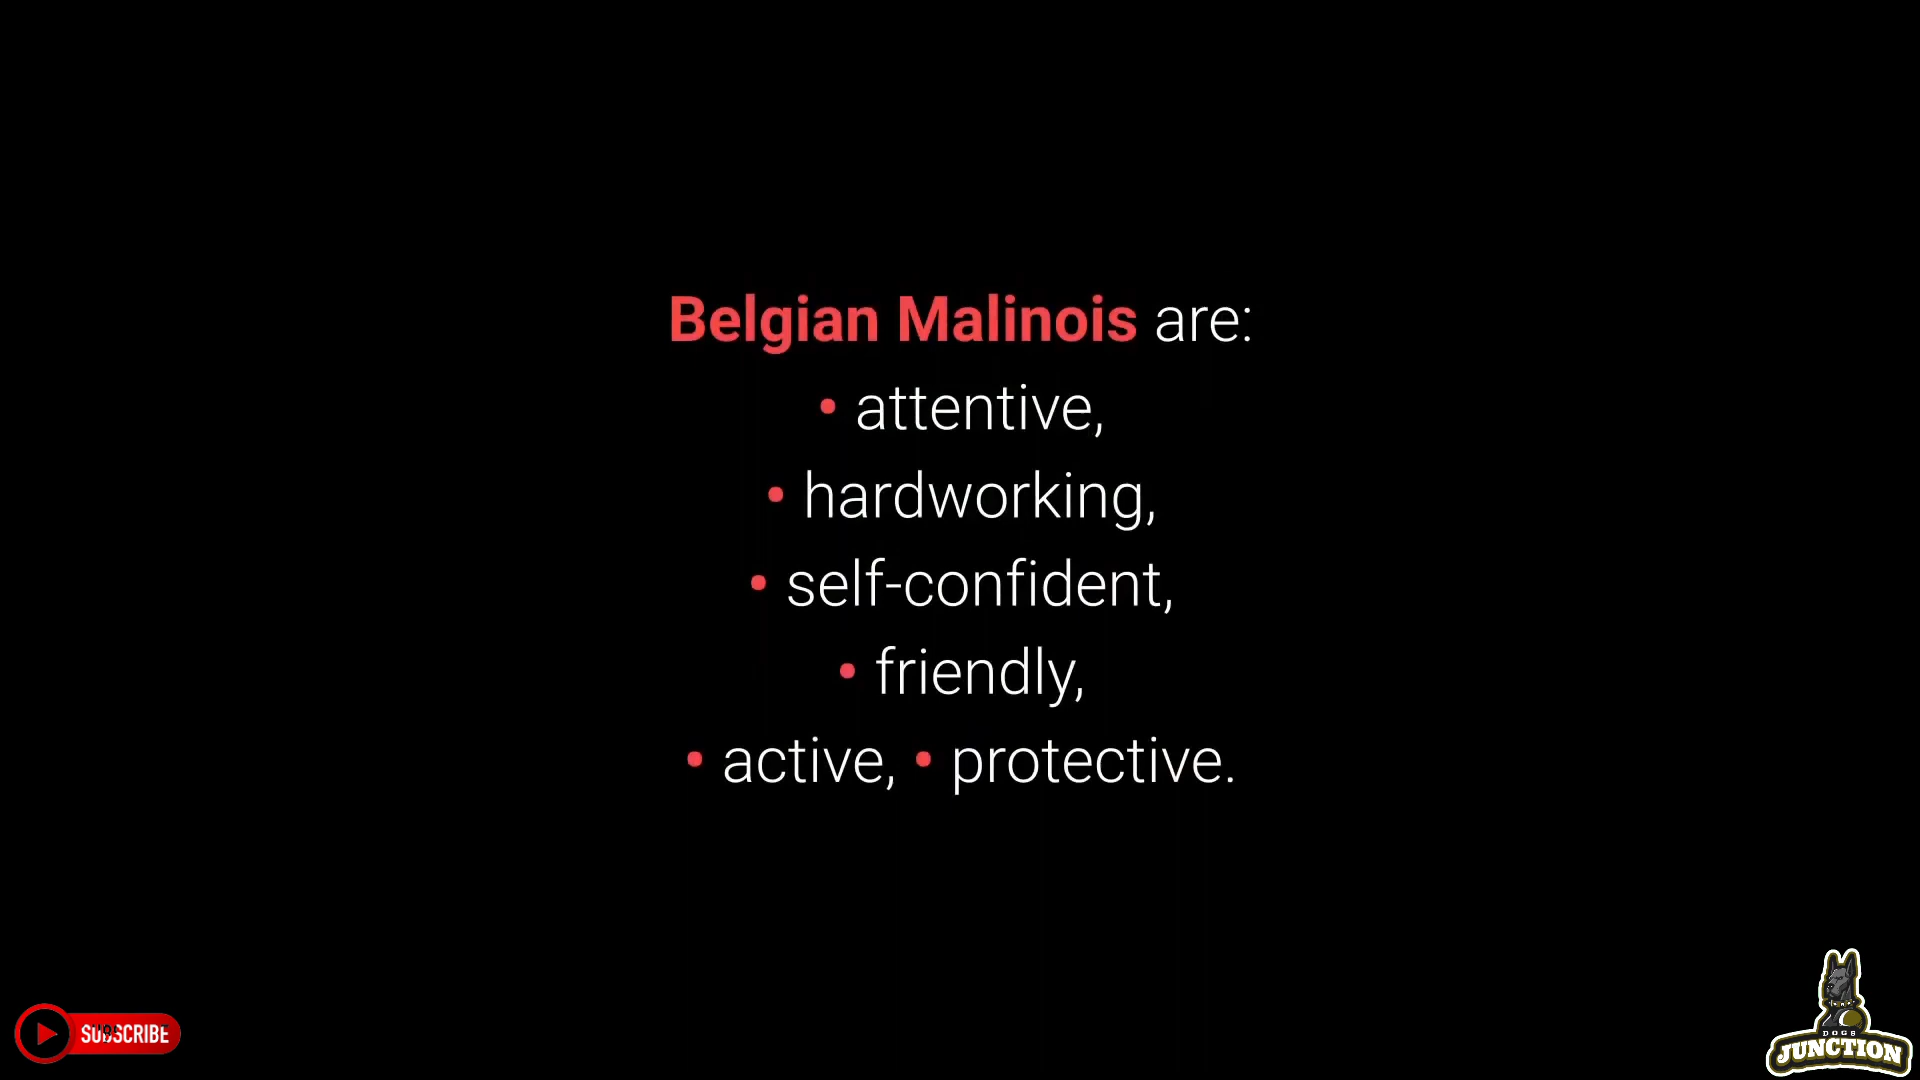 Belgian Malinois are:
• attentive,
• hardworking,
• self-confident,
• friendly,
• active, • protective.
SUBSCRIBE
DOGS
JUNCTION